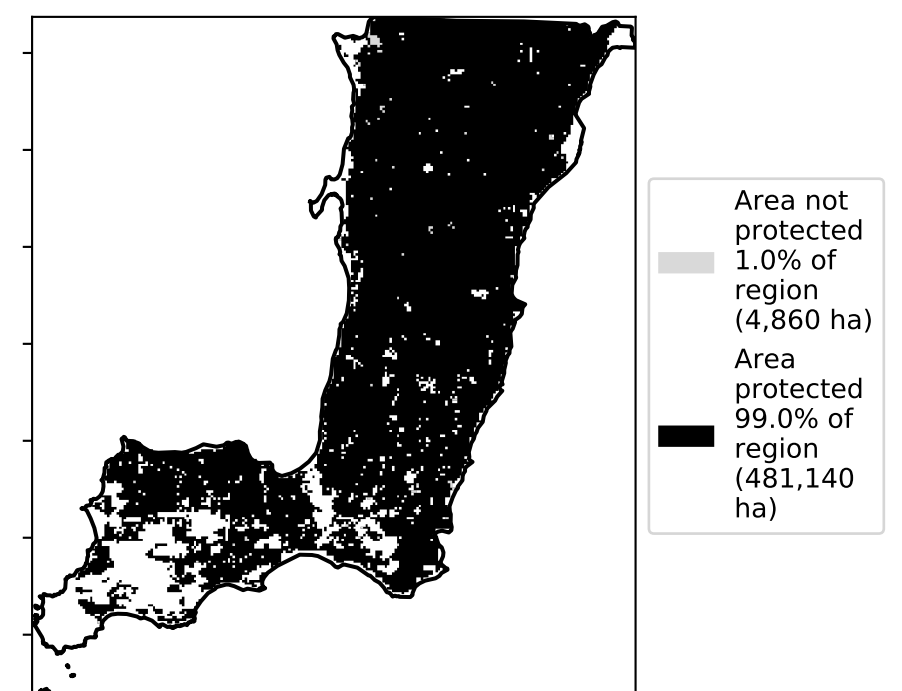 Area not
protected
1.0% of
region
(4,860 ha)
Area
protected
99.0% of
region
(481,140
ha)